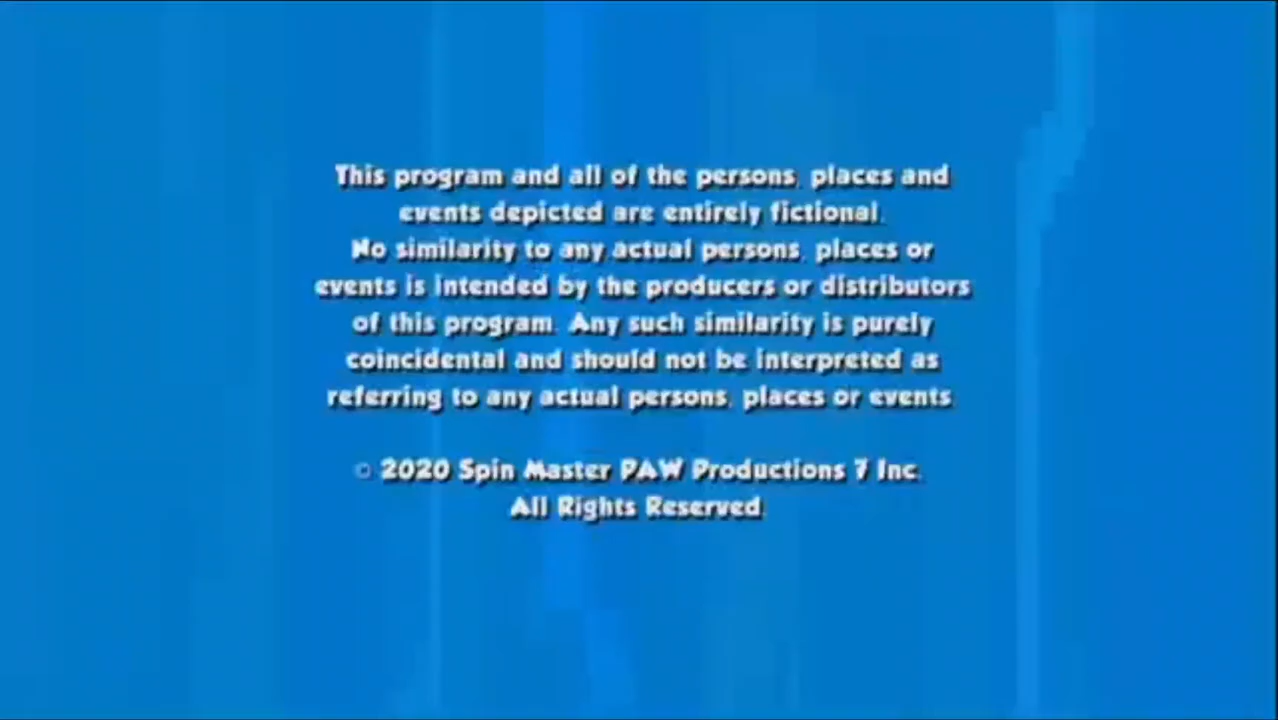 This program and all of the persons, places and
events depicted are entirely fictional.
No similarity to any actual persons, places or
events is intended by the producers or distributors
of this program. Any such similarity is purely
coincidental and should not be interpreted as
referring to any actual persons, places or events.
© 2020 Spin Master PAW Productions 7 Inc.
All Rights Reserved.